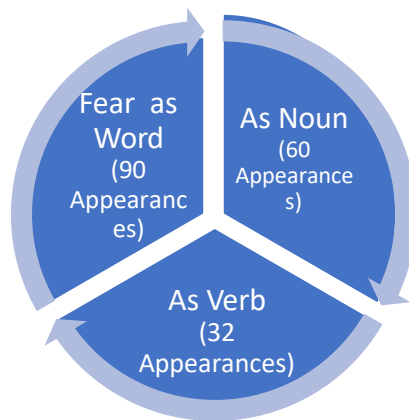 Fear as
Word
(90
Appearanc
es)
As Noun
(60
Appearance
s)
As Verb
(32
Appearances)